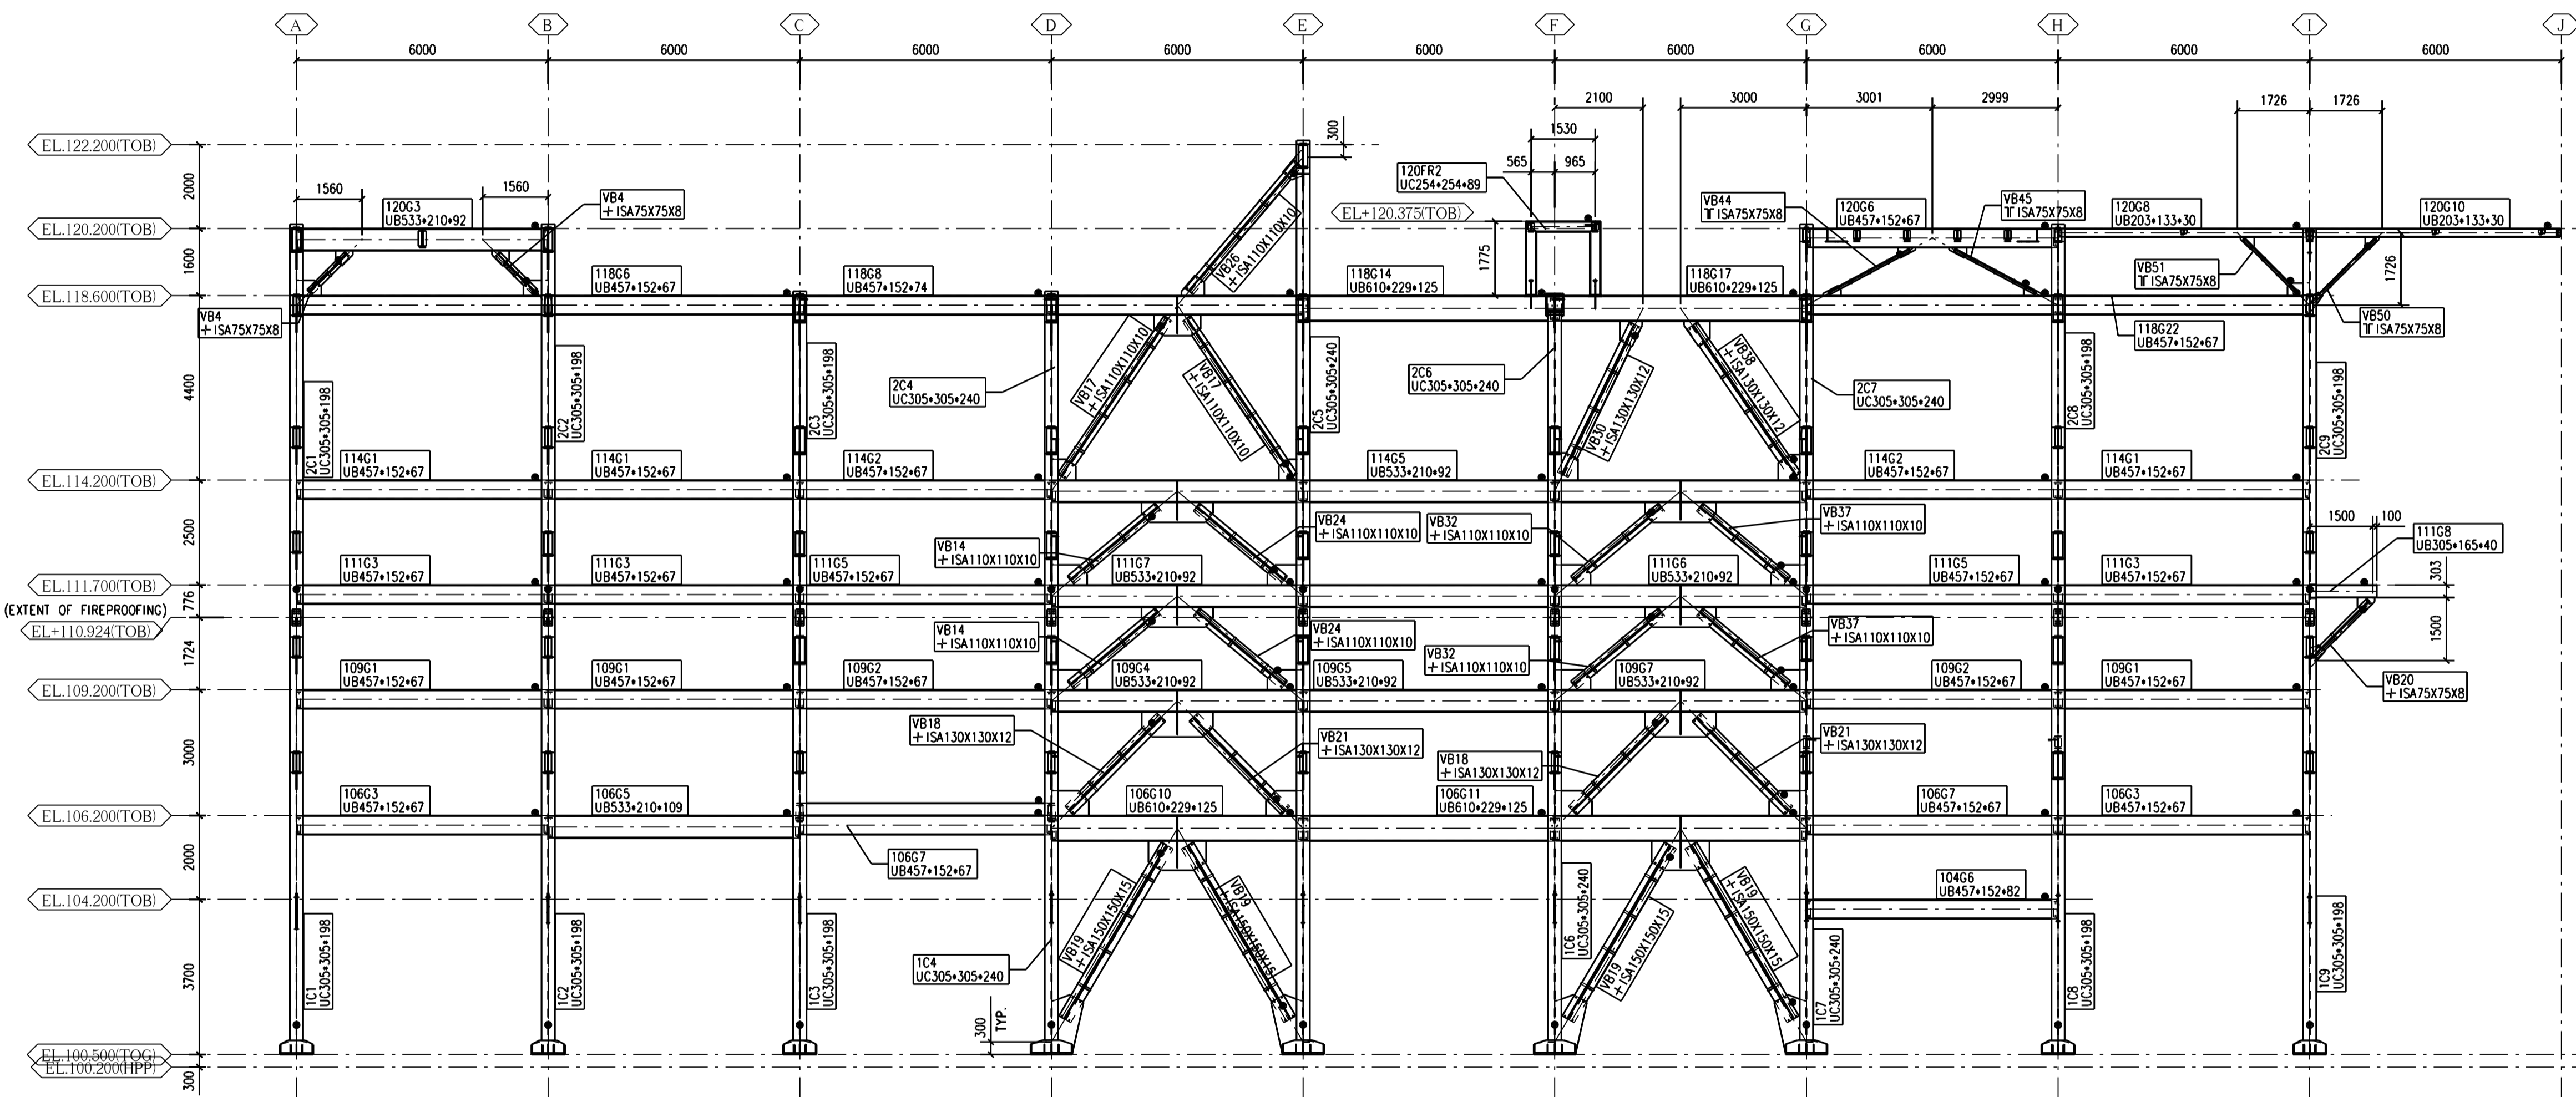 A B C D E F G H I J
6000 6000 6000 6000 6000 6000 6000 6000 6000
2100 3000 3001 2999 1726 1726
EL.122.200(TOB)
300
1530
565 965
2000
120FR2
UC254*254*89
1560 1560
VB4
+ ISA75X75X8
120G3
UB533*210*92
EL+120.375(TOB)
VB44
ISA75X75X8
VB45
ISA75X75X8
120G6
UB457*152*67
120G8
UB203*133*30
120G10
UB203*133*30
EL.120.200(TOB)
1600
VB26
+ ISA110X110X10
1775
1726
VB51
ISA75X75X8
118G6
UB457*152*67
118G8
UB457*152*74
118G14
UB610*229*125
118G17
UB610*229*125
EL.118.600(TOB)
VB4
+ ISA75X75X8
VB50
ISA75X75X8
118G22
UB457*152*67
4400
2C1
UC305*305*198
2C2
UC305*305*198
2C3
UC305*305*198
2C4
UC305*305*240
VB17
+ ISA110X110X10
VB17
+ ISA110X110X10
2C5
UC305*305*240
2C6
UC305*305*240
VB30
+ ISA130X130X12
VB38
+ ISA130X130X12
2C7
UC305*305*240
2C8
UC305*305*198
2C9
UC305*305*198
114G1
UB457*152*67
114G1
UB457*152*67
114G2
UB457*152*67
114G5
UB533*210*92
114G2
UB457*152*67
114G1
UB457*152*67
EL.114.200(TOB)
2500
VB14
+ ISA110X110X10
VB24
+ ISA110X110X10
VB32
+ ISA110X110X10
VB37
+ ISA110X110X10
1500 100
111G8
UB305*165*40
111G3
UB457*152*67
111G3
UB457*152*67
111G5
UB457*152*67
111G7
UB533*210*92
111G6
UB533*210*92
111G5
UB457*152*67
111G3
UB457*152*67
EL.111.700(TOB)
776
303
(EXTENT OF FIREPROOFING)
EL+110.924(TOB)
1724
1500
VB14
+ ISA110X110X10
VB24
+ ISA110X110X10
VB32
+ ISA110X110X10
VB37
+ ISA110X110X10
VB20
+ ISA75X75X8
109G1
UB457*152*67
109G1
UB457*152*67
109G2
UB457*152*67
109G4
UB533*210*92
109G5
UB533*210*92
109G7
UB533*210*92
109G2
UB457*152*67
109G1
UB457*152*67
EL.109.200(TOB)
3000
VB18
+ ISA130X130X12
VB21
+ ISA130X130X12
VB18
+ ISA130X130X12
VB21
+ ISA130X130X12
106G3
UB457*152*67
106G5
UB533*210*109
106G10
UB610*229*125
106G11
UB610*229*125
106G7
UB457*152*67
106G3
UB457*152*67
EL.106.200(TOB)
2000
106G7
UB457*152*67
104G6
UB457*152*82
EL.104.200(TOB)
3700
1C1
UC305*305*198
1C2
UC305*305*198
1C3
UC305*305*198
1C4
UC305*305*240
VB19
+ ISA150X150X15
VB19
+ ISA150X150X15
1C6
UC305*305*240
VB19
+ ISA150X150X15
VB19
+ ISA150X150X15
1C7
UC305*305*240
1C8
UC305*305*198
1C9
UC305*305*198
300
TYP.
EL.100.500(TOG)
EL.100.200(HPP)
300